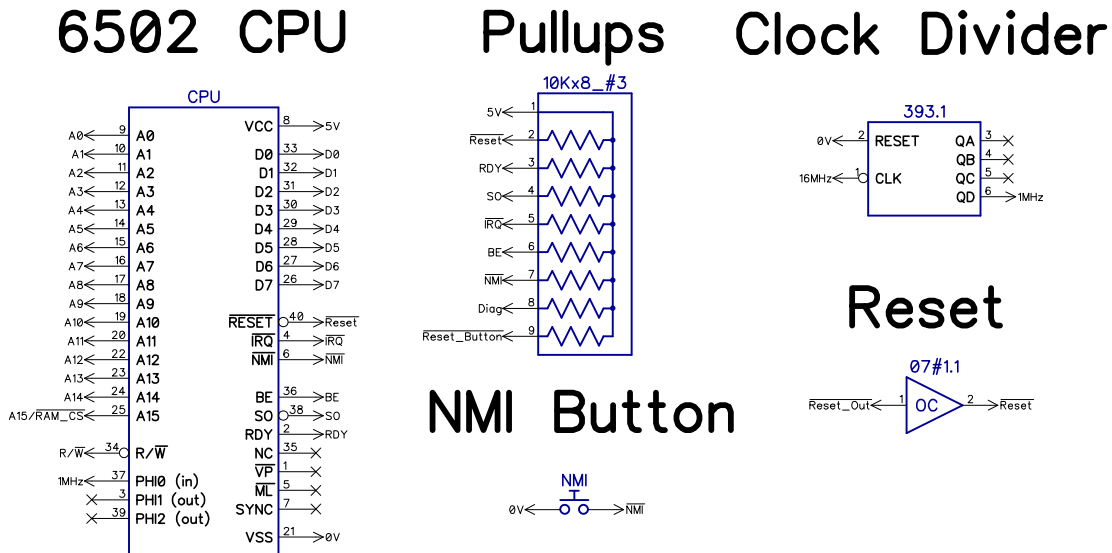 6502 CPU
Pullups
Clock Divider
CPU
A0 9 A0
A1 10 A1
A2 11 A2
A3 12 A3
A4 13 A4
A5 14 A5
A6 15 A6
A7 16 A7
A8 17 A8
A9 18 A9
A10 19 A10
A11 20 A11
A12 22 A12
A13 23 A13
A14 24 A14
A15/RAM_CS 25 A15
R/W 34 R/W
1MHz 37 PHI0 (in)
3 PHI1 (out)
39 PHI2 (out)
VCC 8 5V
D0 33 D0
D1 32 D1
D2 31 D2
D3 30 D3
D4 29 D4
D5 28 D5
D6 27 D6
D7 26 D7
RESET 40 Reset
IRQ 4 IRQ
NMI 6 NMI
BE 36 BE
SO 38 SO
RDY 2 RDY
NC 35
VP 1
ML 5
SYNC 7
VSS 21 0V
10Kx8_#3
5V 1
Reset 2
RDY 3
SO 4
IRQ 5
BE 6
NMI 7
Diag 8
Reset_Button 9
NMI Button
NMI
0V NMI
393.1
0V 2 RESET QA 3
QB 4
16MHz 1 CLK QC 5
QD 6 1MHz
Reset
07#1.1
Reset_Out 1 OC 2 Reset